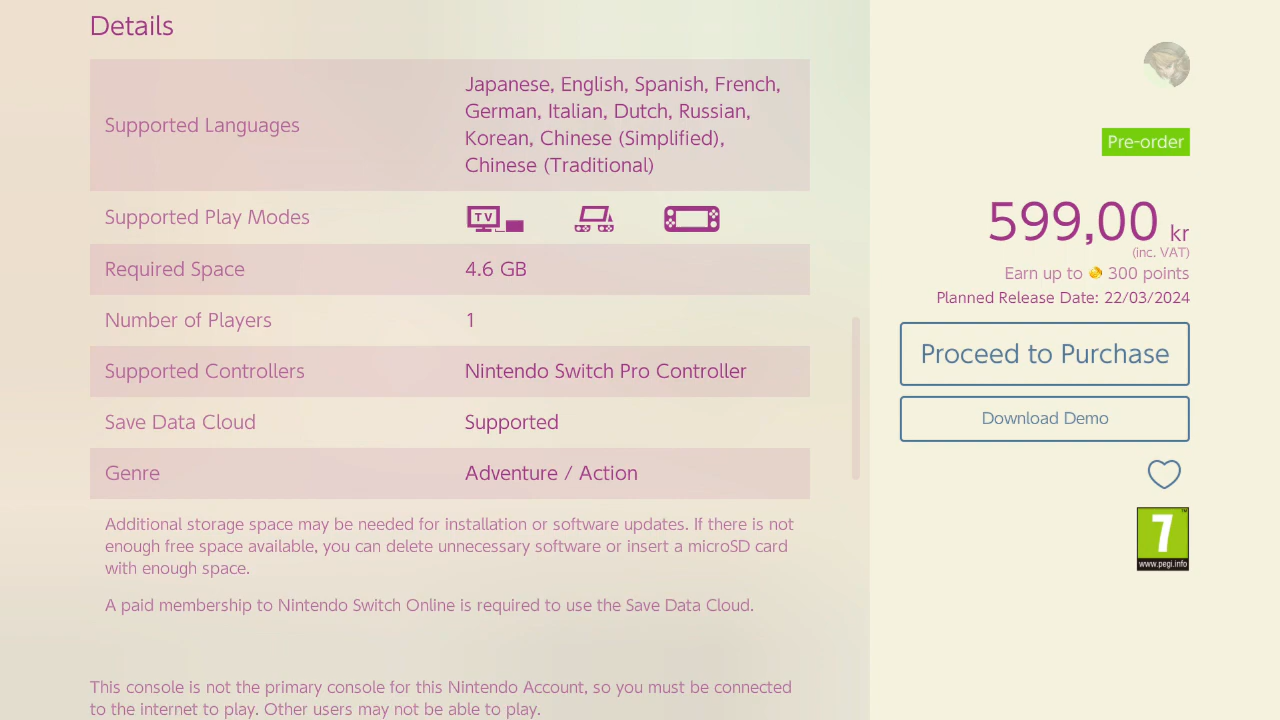 Details
Supported Languages
Japanese, English, Spanish, French,
German, Italian, Dutch, Russian,
Korean, Chinese (Simplified),
Chinese (Traditional)
Supported Play Modes
TV
Required Space
4.6 GB
Number of Players
1
Supported Controllers
Nintendo Switch Pro Controller
Save Data Cloud
Supported
Genre
Adventure / Action
Additional storage space may be needed for installation or software updates. If there is not
enough free space available, you can delete unnecessary software or insert a microSD card
with enough space.
A paid membership to Nintendo Switch Online is required to use the Save Data Cloud.
This console is not the primary console for this Nintendo Account, so you must be connected
to the internet to play. Other users may not be able to play.
Pre-order
599,00 kr
(inc. VAT)
Earn up to 300 points
Planned Release Date: 22/03/2024
Proceed to Purchase
Download Demo
7
www.pegi.info